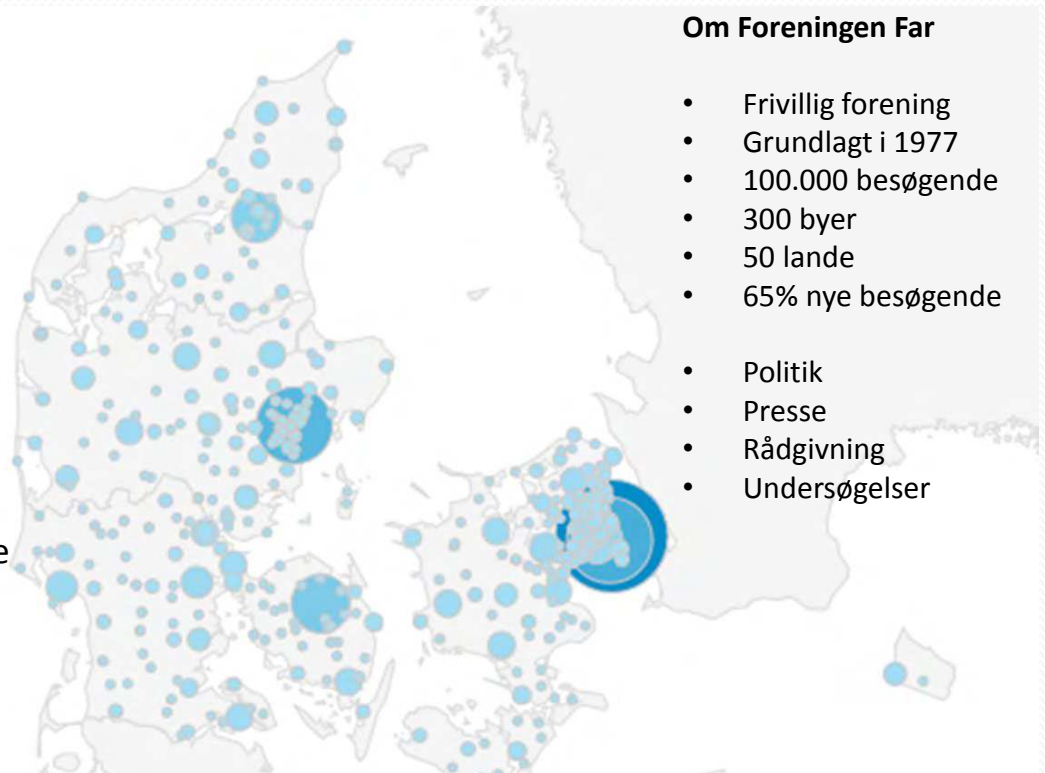 Om Foreningen Far
• Frivillig forening
• Grundlagt i 1977
• 100.000 besøgende
• 300 byer
• 50 lande
• 65% nye besøgende
• Politik
• Presse
• Rådgivning
• Undersøgelser
e